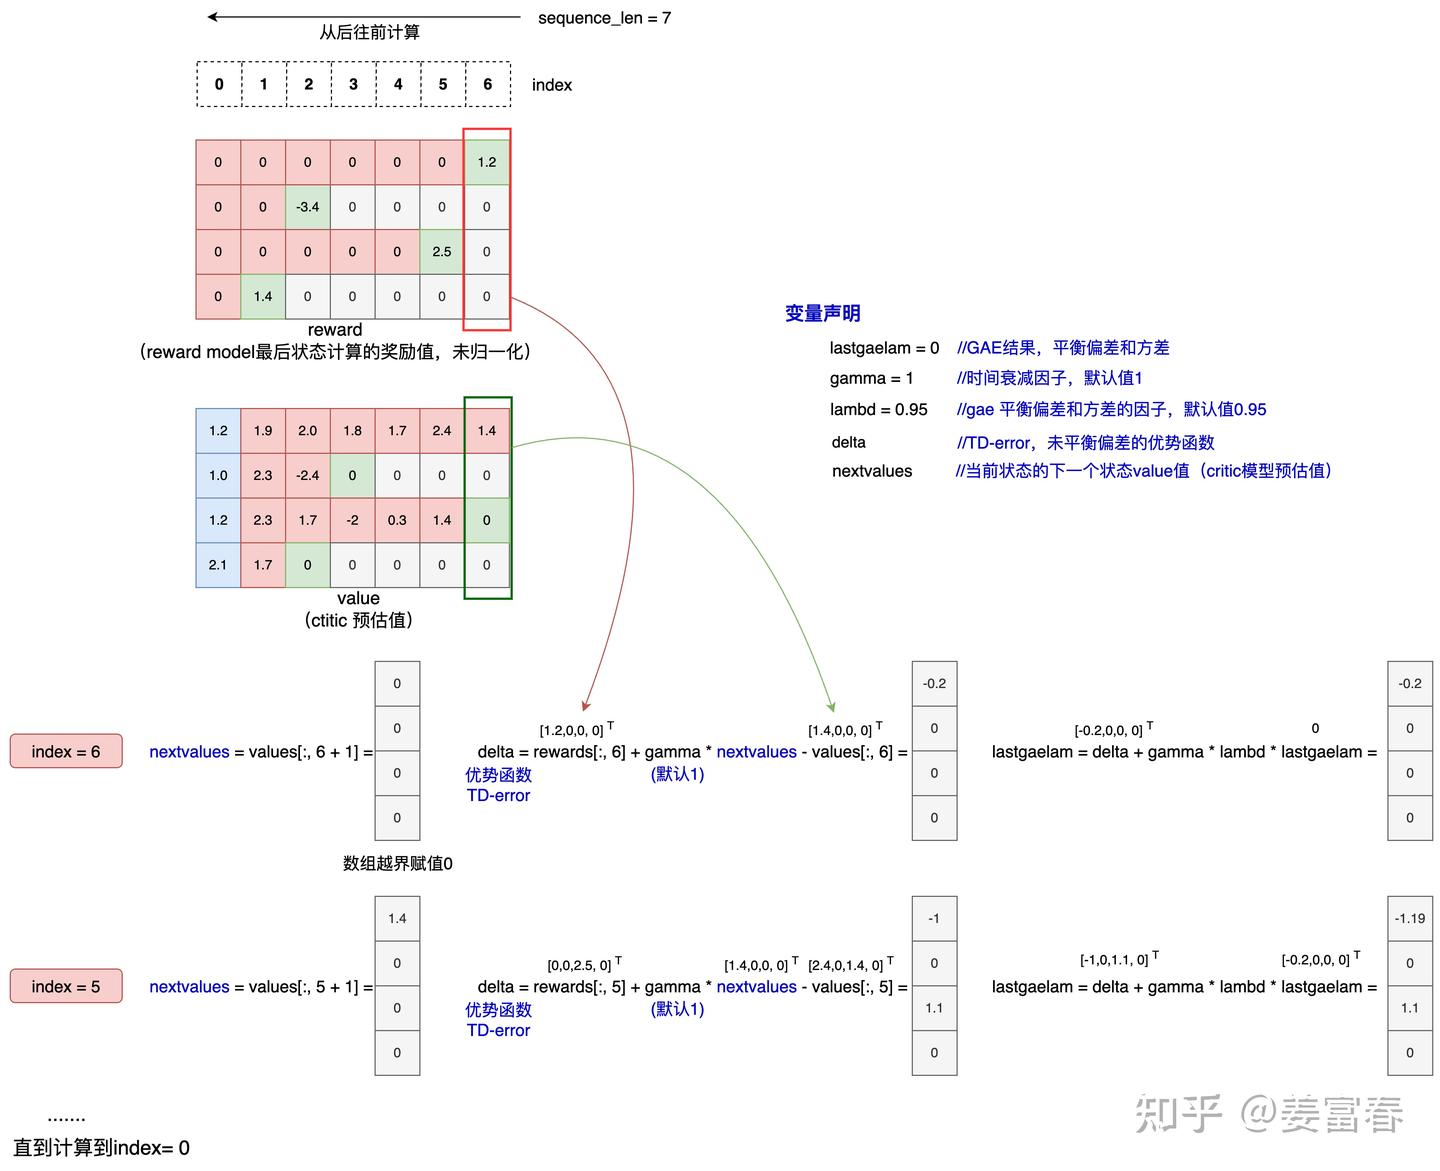 sequence_len = 7
从后往前计算
0 1 2 3 4 5 6 index
0 0 0 0 0 0 1.2
0 0 -3.4 0 0 0 0
0 0 0 0 0 2.5 0
0 1.4 0 0 0 0 0
reward
（reward model最后状态计算的奖励值，未归一化）
变量声明
lastgaelam = 0 //GAE结果，平衡偏差和方差
gamma = 1 //时间衰减因子，默认值1
lambd = 0.95 //gae 平衡偏差和方差的因子，默认值0.95
delta //TD-error，未平衡偏差的优势函数
nextvalues //当前状态的下一个状态value值（critic模型预估值）
1.2 1.9 2.0 1.8 1.7 2.4 1.4
1.0 2.3 -2.4 0 0 0 0
1.2 2.3 1.7 -2 0.3 1.4 0
2.1 1.7 0 0 0 0 0
value
（ctitic 预估值）
index = 6
nextvalues = values[:, 6 + 1] =
0
0
0
0
数组越界赋值0
[1.2,0,0, 0] T
[1.4,0,0, 0] T
delta = rewards[:, 6] + gamma * nextvalues - values[:, 6] =
优势函数
TD-error
(默认1)
-0.2
0
0
0
[-0.2,0,0, 0] T
0
lastgaelam = delta + gamma * lambd * lastgaelam =
-0.2
0
0
0
index = 5
nextvalues = values[:, 5 + 1] =
1.4
0
0
0
[0,0,2.5, 0] T
[1.4,0,0, 0] T
[2.4,0,1.4, 0] T
delta = rewards[:, 5] + gamma * nextvalues - values[:, 5] =
优势函数
TD-error
(默认1)
-1
0
1.1
0
[-1,0,1.1, 0] T
[-0.2,0,0, 0] T
lastgaelam = delta + gamma * lambd * lastgaelam =
-1.19
0
1.1
0
.......
直到计算到index= 0
知乎 @姜富春